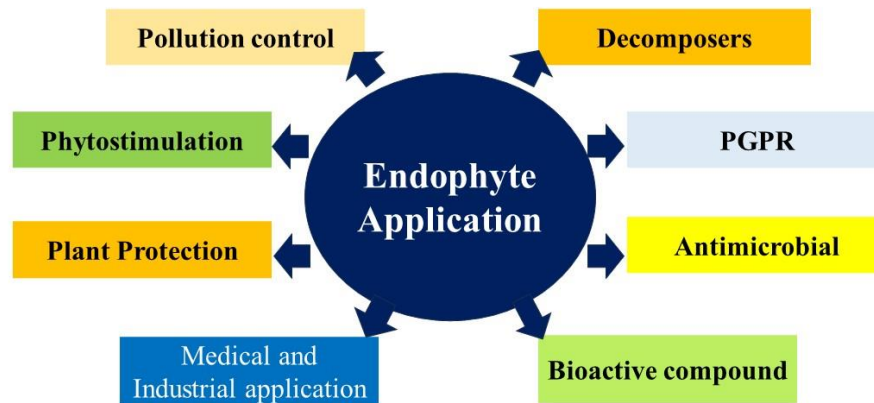 Pollution control
Decomposers
Phytostimulation
PGPR
Endophyte
Application
Plant Protection
Antimicrobial
Medical and
Industrial application
Bioactive compound